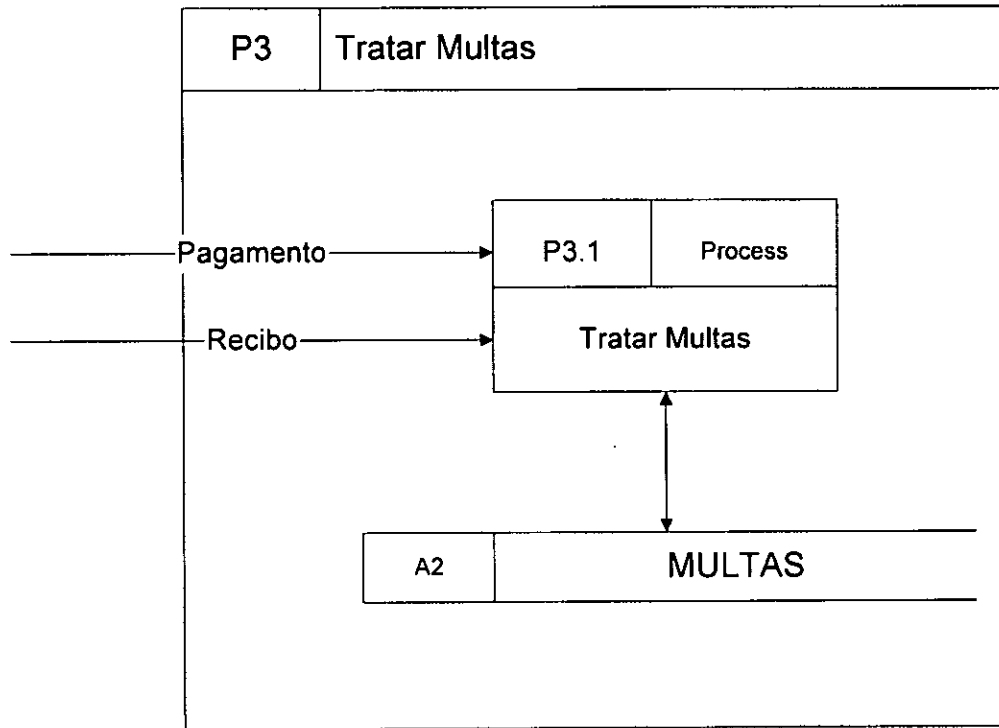 P3 Tratar Multas
Pagamento
P3.1 Process
Recibo
Tratar Multas
A2 MULTAS